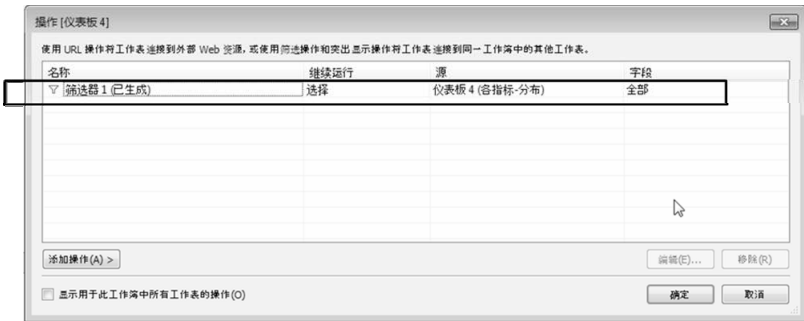 操作 [仪表板 4]
使用 URL 操作将工作表连接到外部 Web 资源，或使用筛选操作和突出显示操作将工作表连接到同一工作簿中的其他工作表。
名称 继续运行 源 字段
筛选器 1 (已生成) 选择 仪表板 4 (各指标-分布) 全部
添加操作(A) > 编辑(E)... 移除(R)
显示用于此工作簿中所有工作表的操作(O) 确定 取消